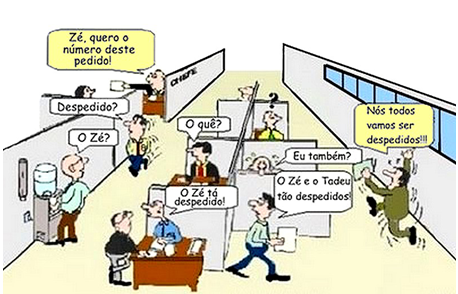 Zé, quero o
número deste
pedido!
CHEFE
Despedido?
O Zé?
O quê?
O Zé tá
despedido!
?
Eu também?
O Zé e o Tadeu
tão despedidos!
Nós todos
vamos ser
despedidos!!!